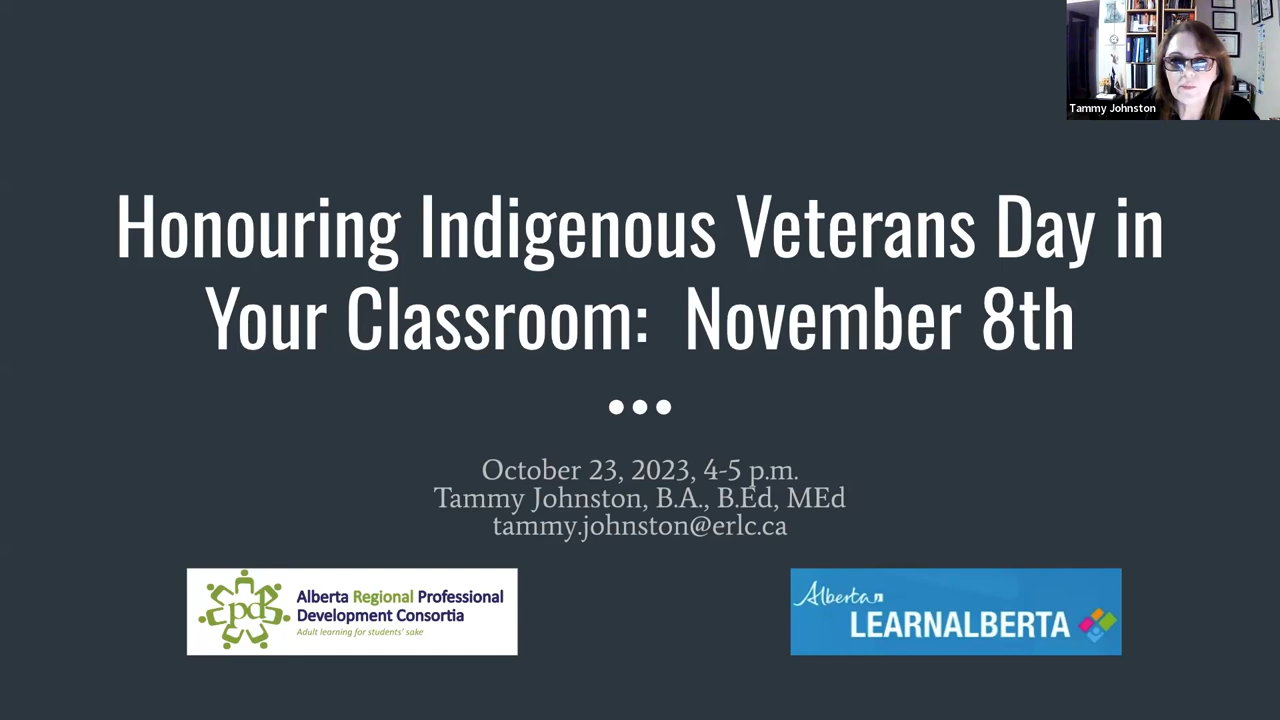 Tammy Johnston
Honouring Indigenous Veterans Day in
Your Classroom:  November 8th
October 23, 2023, 4-5 p.m.
Tammy Johnston, B.A., B.Ed, MEd
tammy.johnston@erlc.ca
pd
Alberta Regional Professional
Development Consortia
Adult learning for students' sake
Alberta
LEARNALBERTA